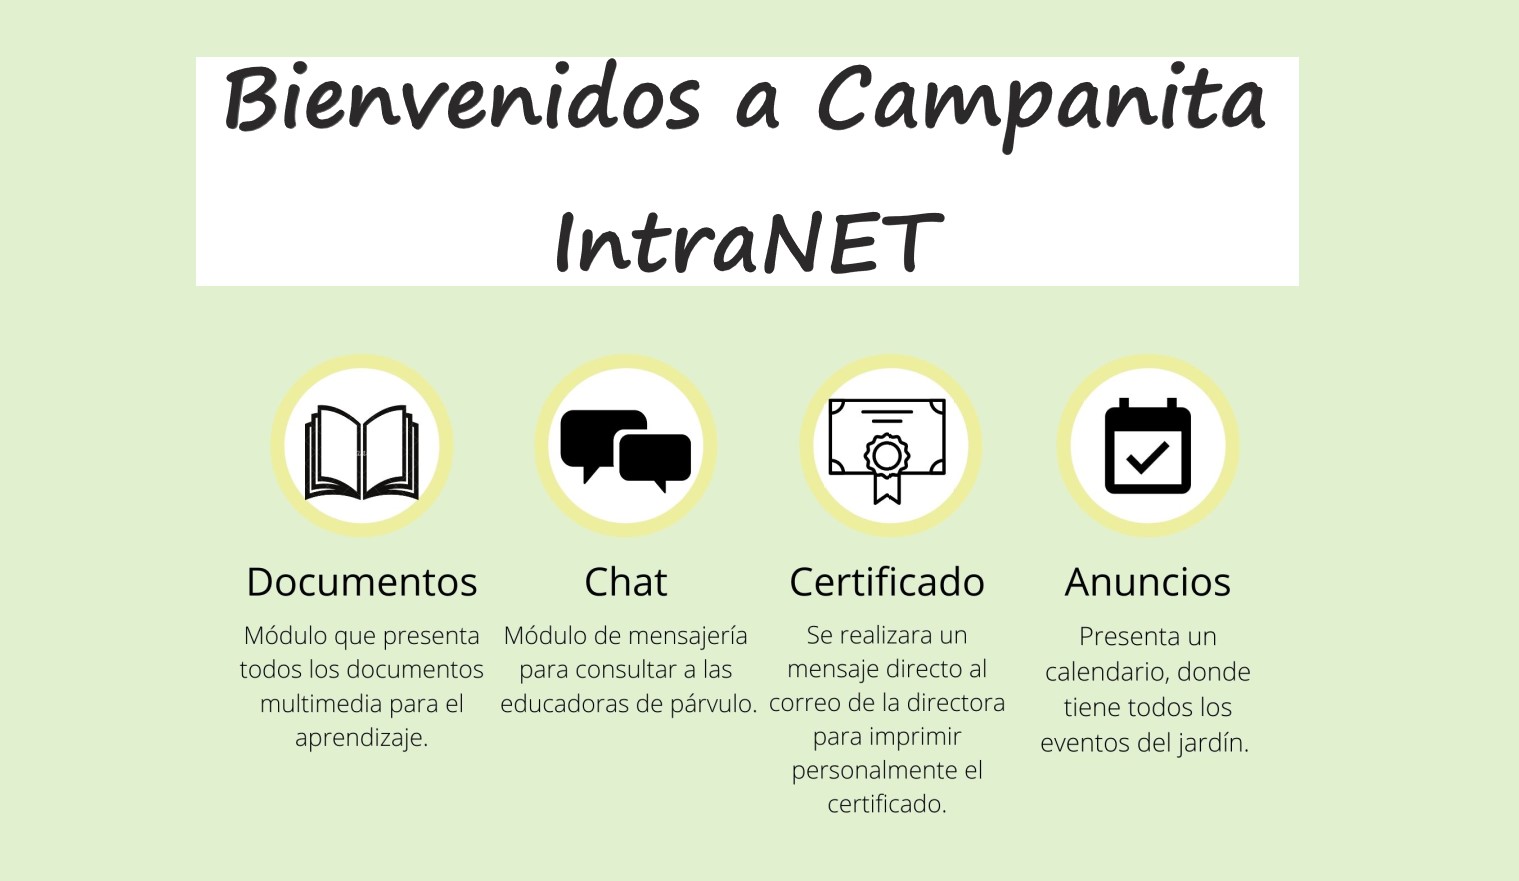 Bienvenidos a Campanita
IntraNET
Documentos
Módulo que presenta
todos los documentos
multimedia para el
aprendizaje.
Chat
Módulo de mensajería
para consultar a las
educadoras de párvulo.
Certificado
Se realizara un
mensaje directo al
correo de la directora
para imprimir
personalmente el
certificado.
Anuncios
Presenta un
calendario, donde
tiene todos los
eventos del jardín.